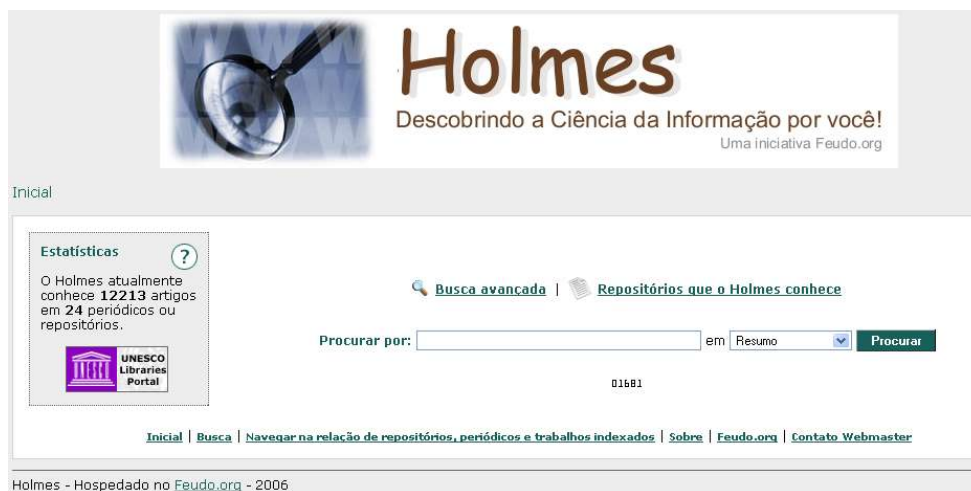 Holmes
Descobrindo a Ciência da Informação por você!
Uma iniciativa Feudo.org
Inicial
Estatísticas ?
O Holmes atualmente
conhece 12213 artigos
em 24 periódicos ou
repositórios.
UNESCO
Libraries
Portal
Busca avançada | Repositórios que o Holmes conhece
Procurar por: em Resumo Procurar
01681
Inicial | Busca | Navegar na relação de repositórios, periódicos e trabalhos indexados | Sobre | Feudo.org | Contato Webmaster
Holmes - Hospedado no Feudo.org - 2006